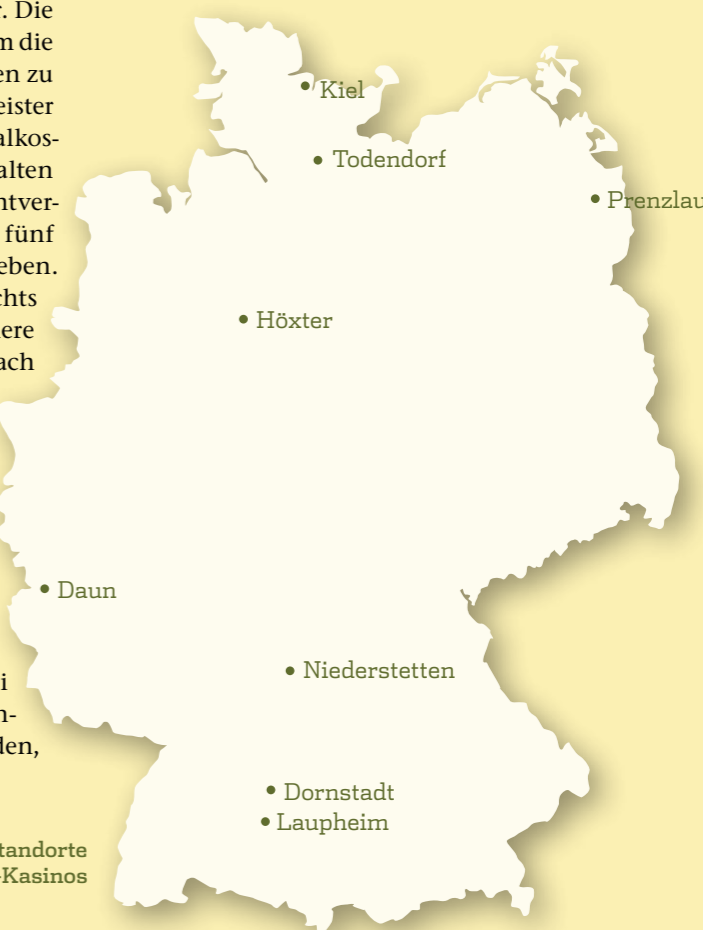 . Die
m die
en zu
eister
alkos-
alten
ntver-
fünf
eben.
chts
ere
ach
i
n-
den,
tandorte
-Kasinos
Kiel
Todendorf
Prenzlau
Höxter
Daun
Niederstetten
Dornstadt
Laupheim